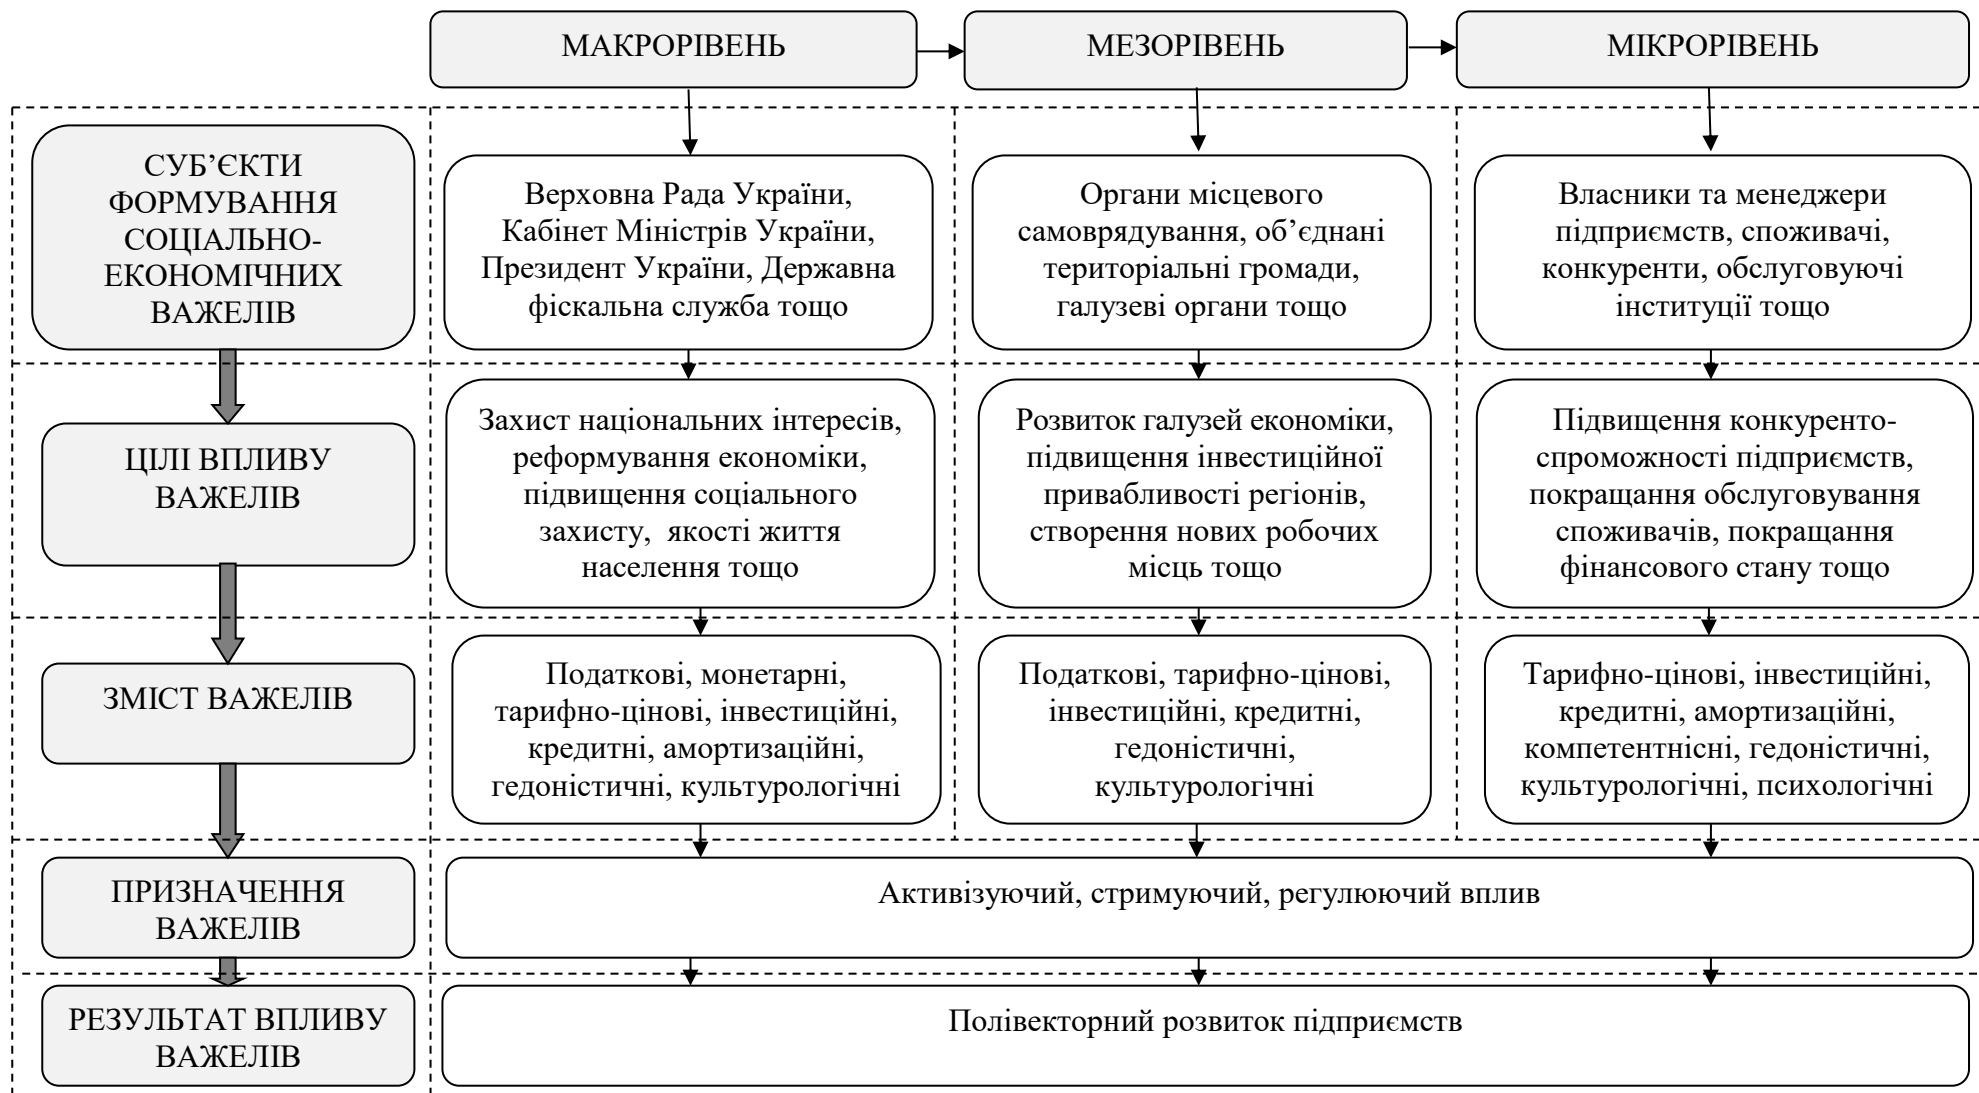 МАКРОРІВЕНЬ
МЕЗОРІВЕНЬ
МІКРОРІВЕНЬ
СУБ’ЄКТИ
ФОРМУВАННЯ
СОЦІАЛЬНО-
ЕКОНОМІЧНИХ
ВАЖЕЛІВ
Верховна Рада України,
Кабінет Міністрів України,
Президент України, Державна
фіскальна служба тощо
Органи місцевого
самоврядування, об’єднані
територіальні громади,
галузеві органи тощо
Власники та менеджери
підприємств, споживачі,
конкуренти, обслуговуючі
інституції тощо
ЦІЛІ ВПЛИВУ
ВАЖЕЛІВ
Захист національних інтересів,
реформування економіки,
підвищення соціального
захисту, якості життя
населення тощо
Розвиток галузей економіки,
підвищення інвестиційної
привабливості регіонів,
створення нових робочих
місць тощо
Підвищення конкуренто-
спроможності підприємств,
покращання обслуговування
споживачів, покращання
фінансового стану тощо
ЗМІСТ ВАЖЕЛІВ
Податкові, монетарні,
тарифно-цінові, інвестиційні,
кредитні, амортизаційні,
гедоністичні, культурологічні
Податкові, тарифно-цінові,
інвестиційні, кредитні,
гедоністичні,
культурологічні
Тарифно-цінові, інвестиційні,
кредитні, амортизаційні,
компетентнісні, гедоністичні,
культурологічні, психологічні
ПРИЗНАЧЕННЯ
ВАЖЕЛІВ
Активізуючий, стримуючий, регулюючий вплив
РЕЗУЛЬТАТ ВПЛИВУ
ВАЖЕЛІВ
Полівекторний розвиток підприємств